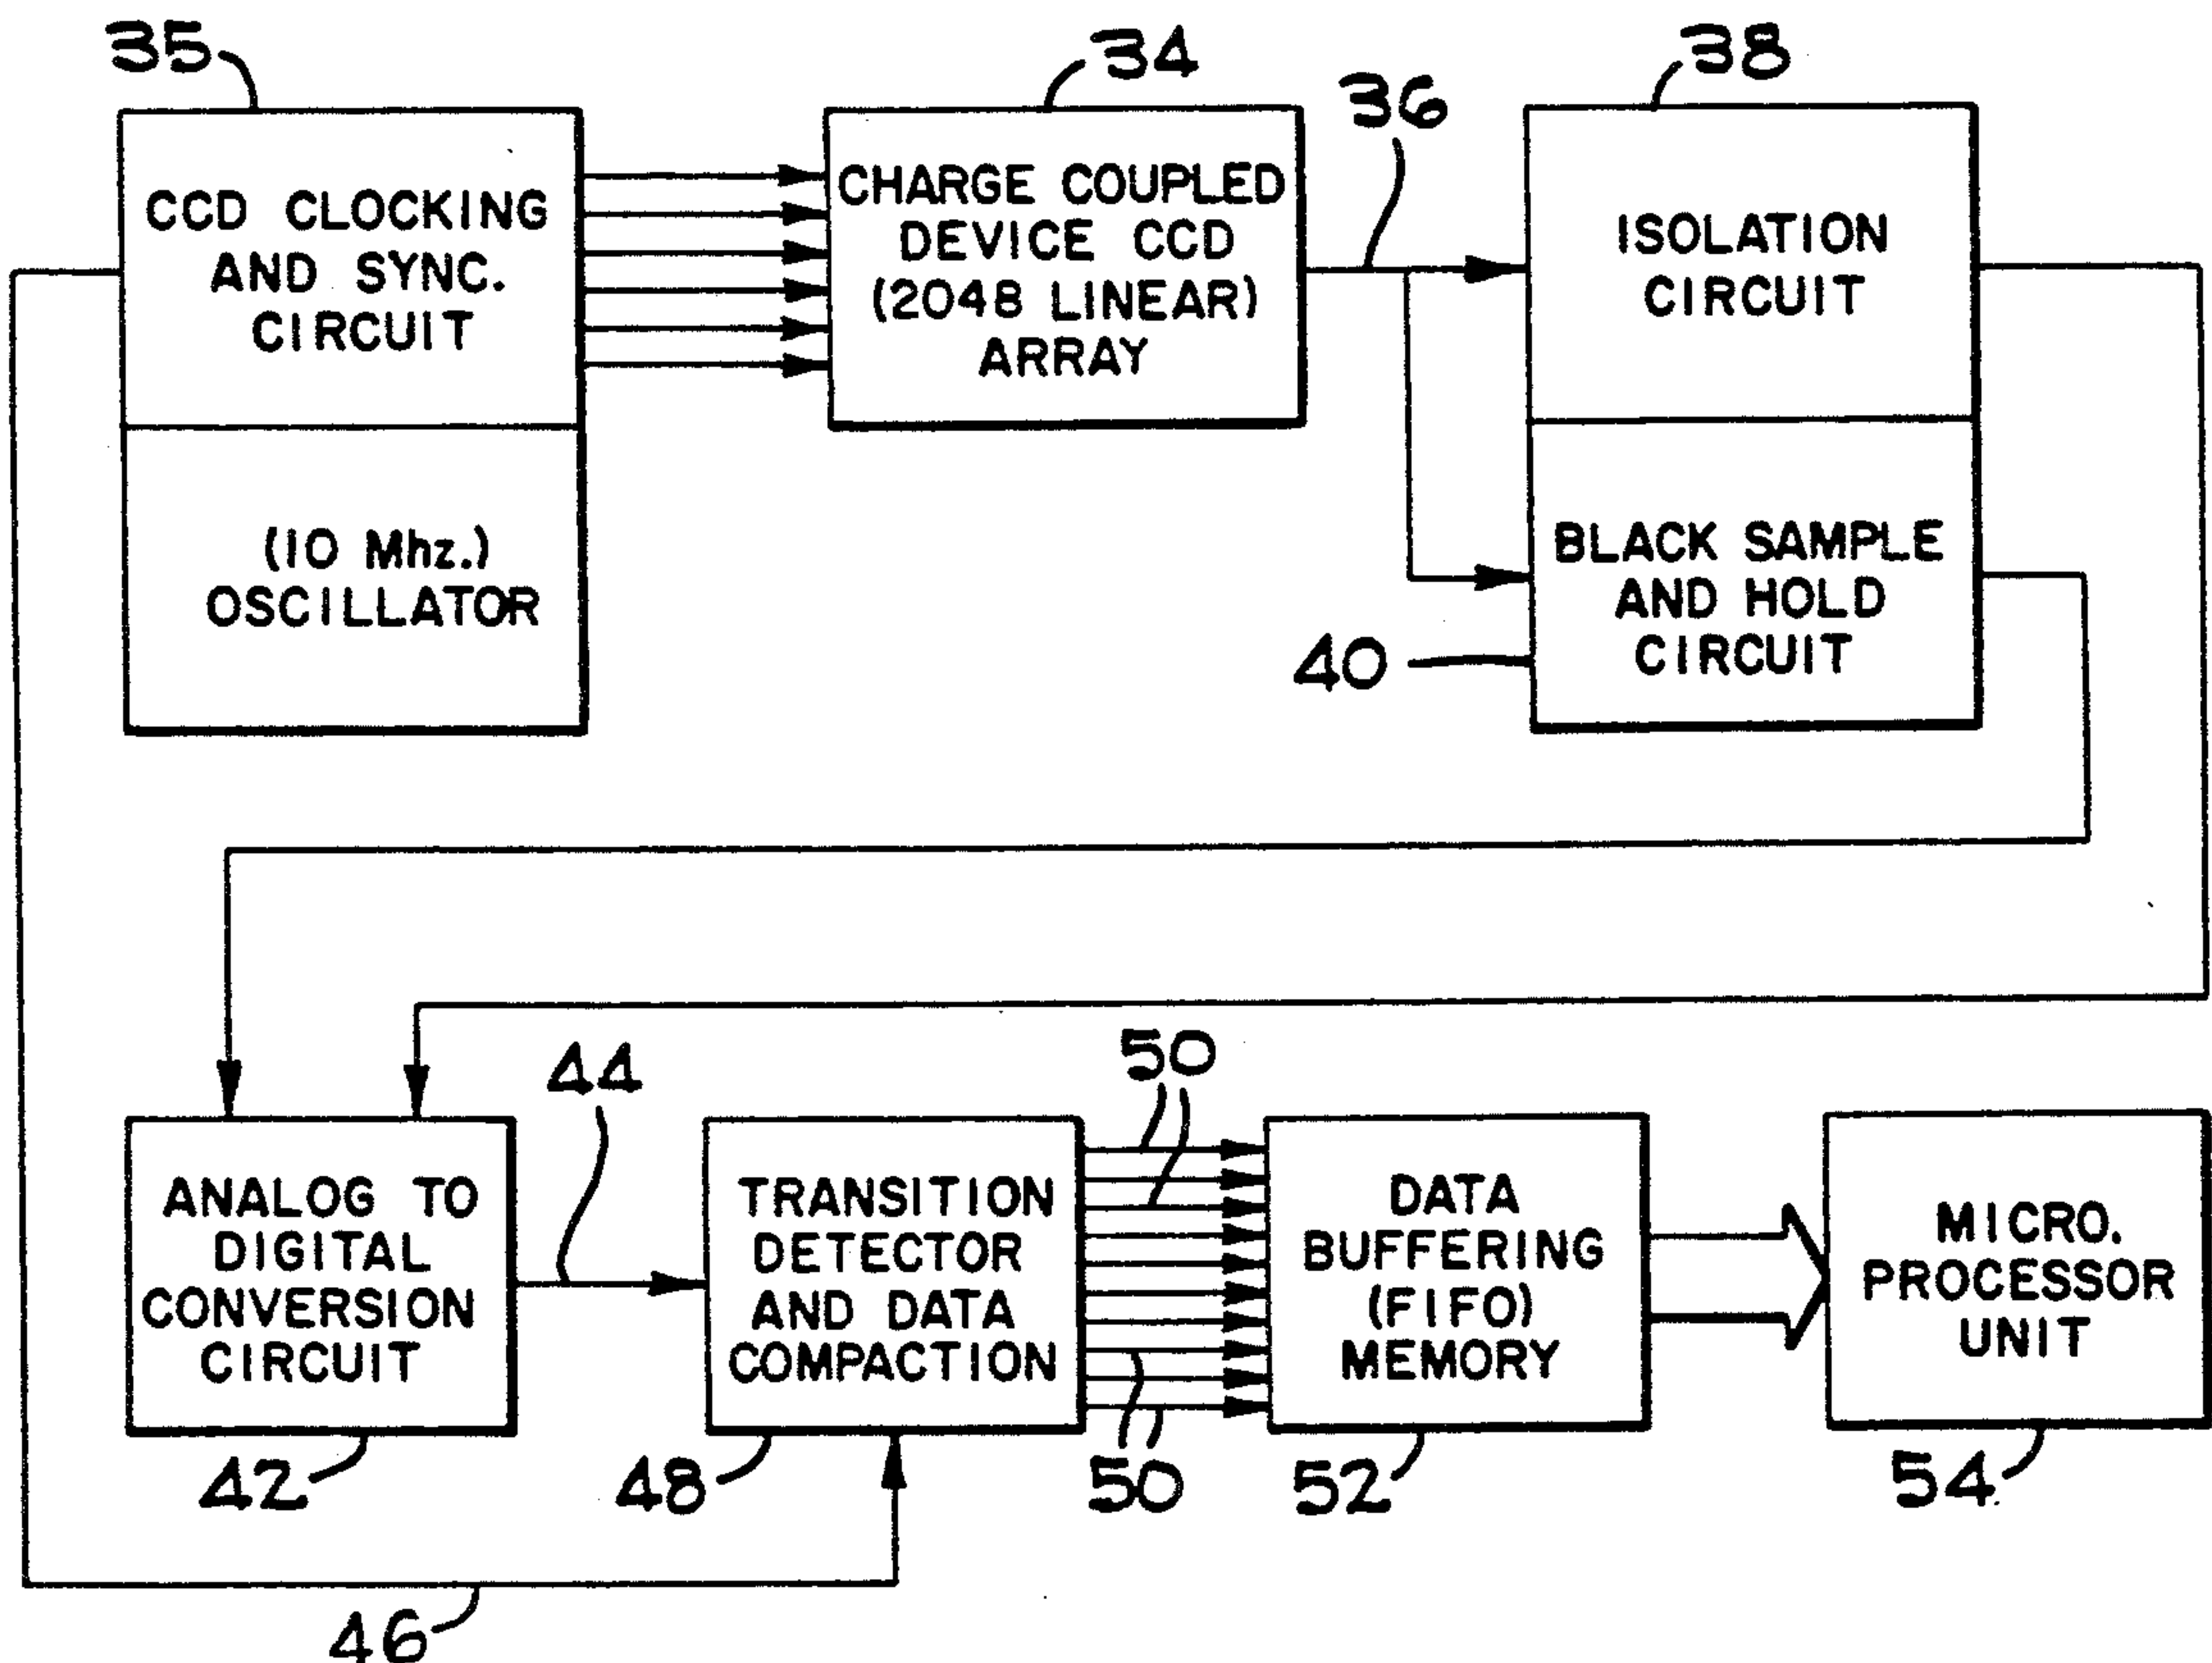 35
34
36
38
CCD CLOCKING
AND SYNC.
CIRCUIT
(10 Mhz.)
OSCILLATOR
CHARGE COUPLED
DEVICE CCD
(2048 LINEAR)
ARRAY
ISOLATION
CIRCUIT
BLACK SAMPLE
AND HOLD
CIRCUIT
40
44
50
ANALOG TO
DIGITAL
CONVERSION
CIRCUIT
TRANSITION
DETECTOR
AND DATA
COMPACTION
DATA
BUFFERING
(FIFO)
MEMORY
MICRO.
PROCESSOR
UNIT
42
48
50
52
54
46